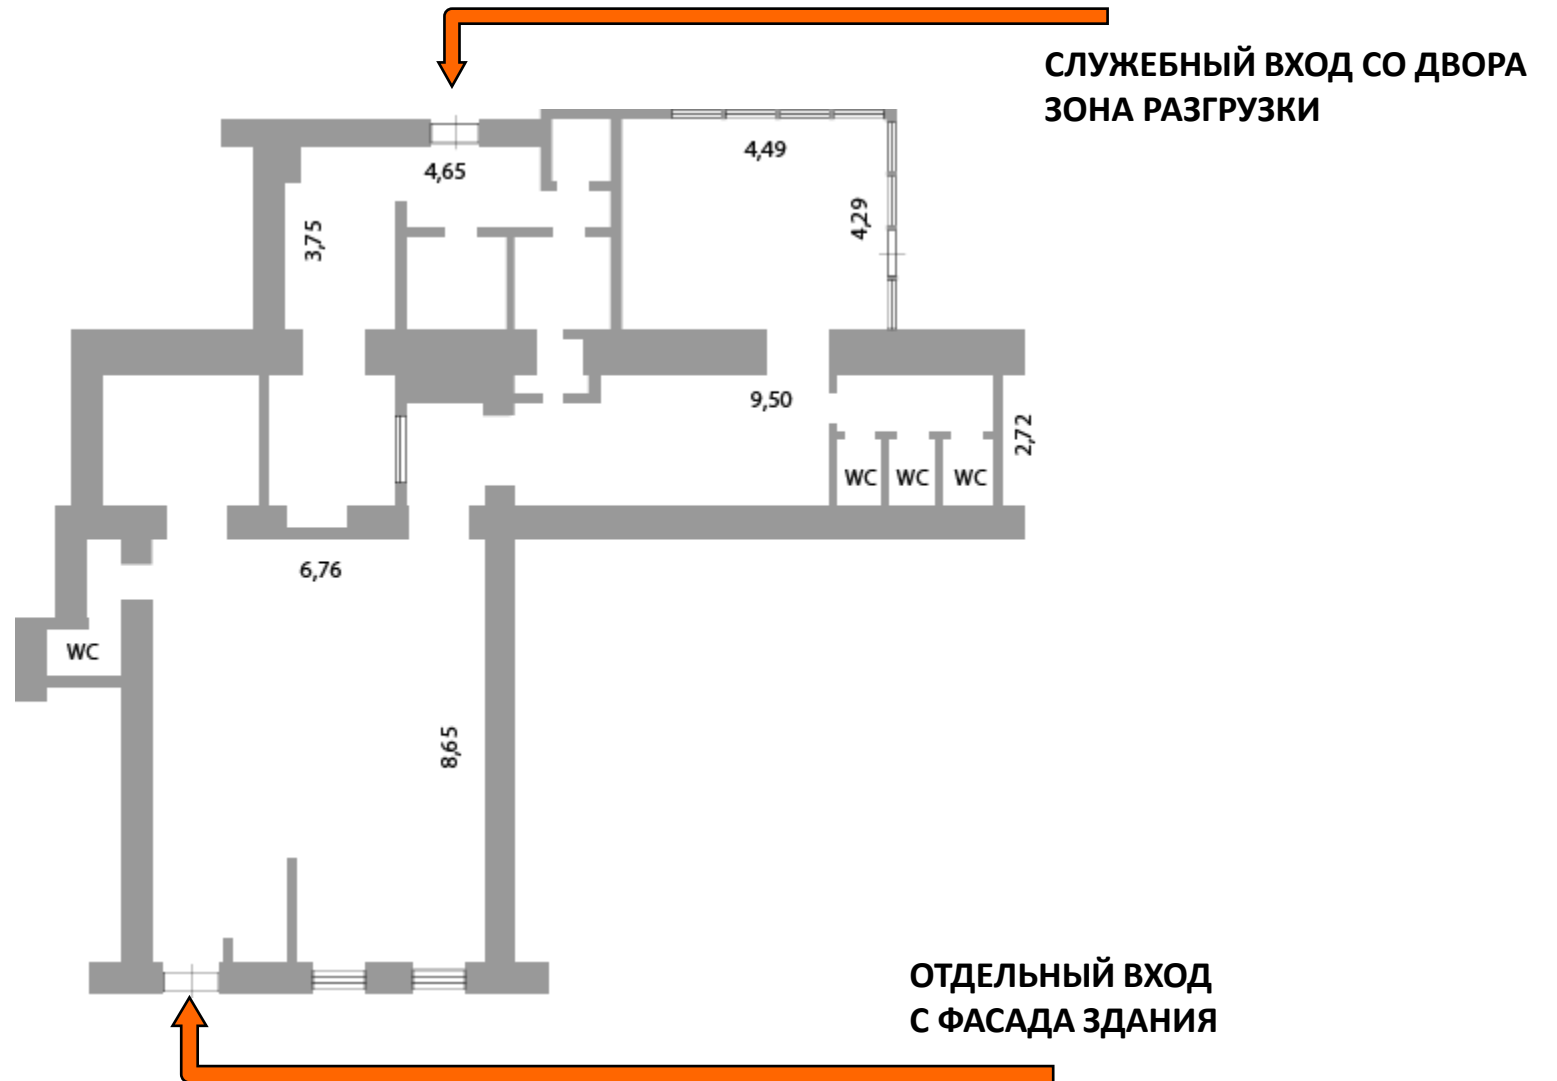 СЛУЖЕБНЫЙ ВХОД СО ДВОРА
ЗОНА РАЗГРУЗКИ
4,65
4,49
3,75
4,29
9,50
2,72
WC WC WC
6,76
WC
8,65
ОТДЕЛЬНЫЙ ВХОД
С ФАСАДА ЗДАНИЯ